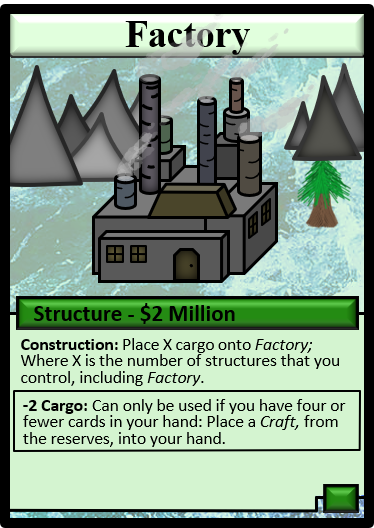 Factory
Structure - $2 Million
Construction: Place X cargo onto Factory;
Where X is the number of structures that you
control, including Factory.
-2 Cargo: Can only be used if you have four or
fewer cards in your hand: Place a Craft, from
the reserves, into your hand.